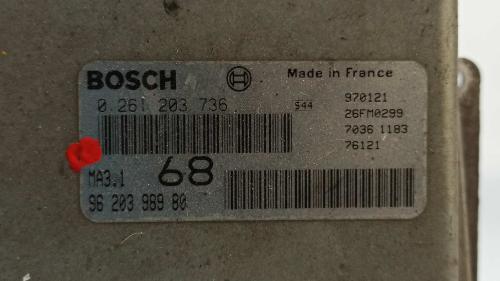 BOSCH Made in France
0 261 203 736 S44 970121
26FM0299
7036 1183
76121
MA3.1 68
96 203 989 80